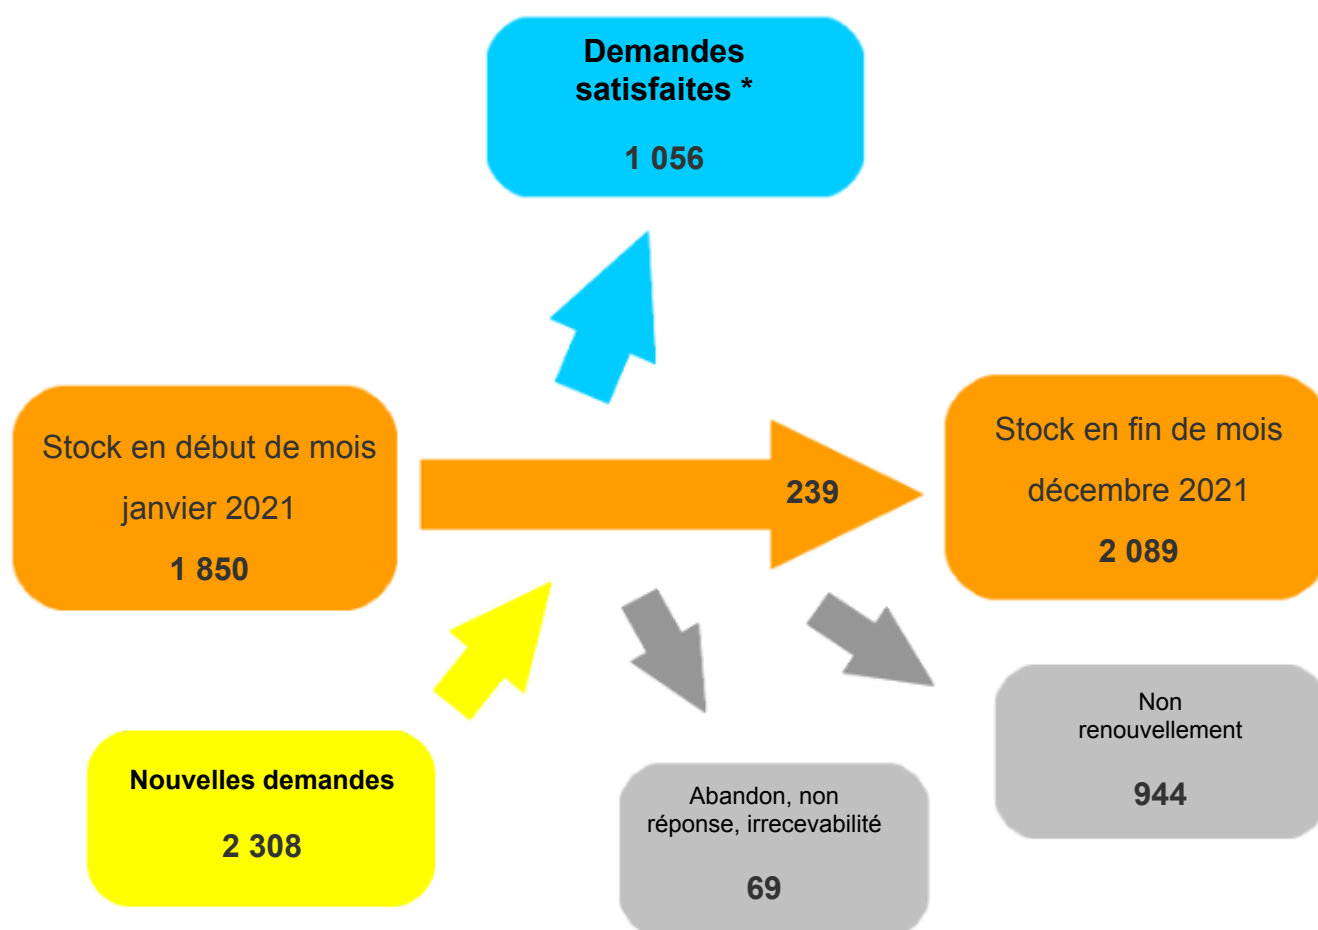 Demandes
satisfaites *
1 056
Stock en début de mois
janvier 2021
1 850
239
Stock en fin de mois
décembre 2021
2 089
Nouvelles demandes
2 308
Abandon, non
réponse, irrecevabilité
69
Non
renouvellement
944